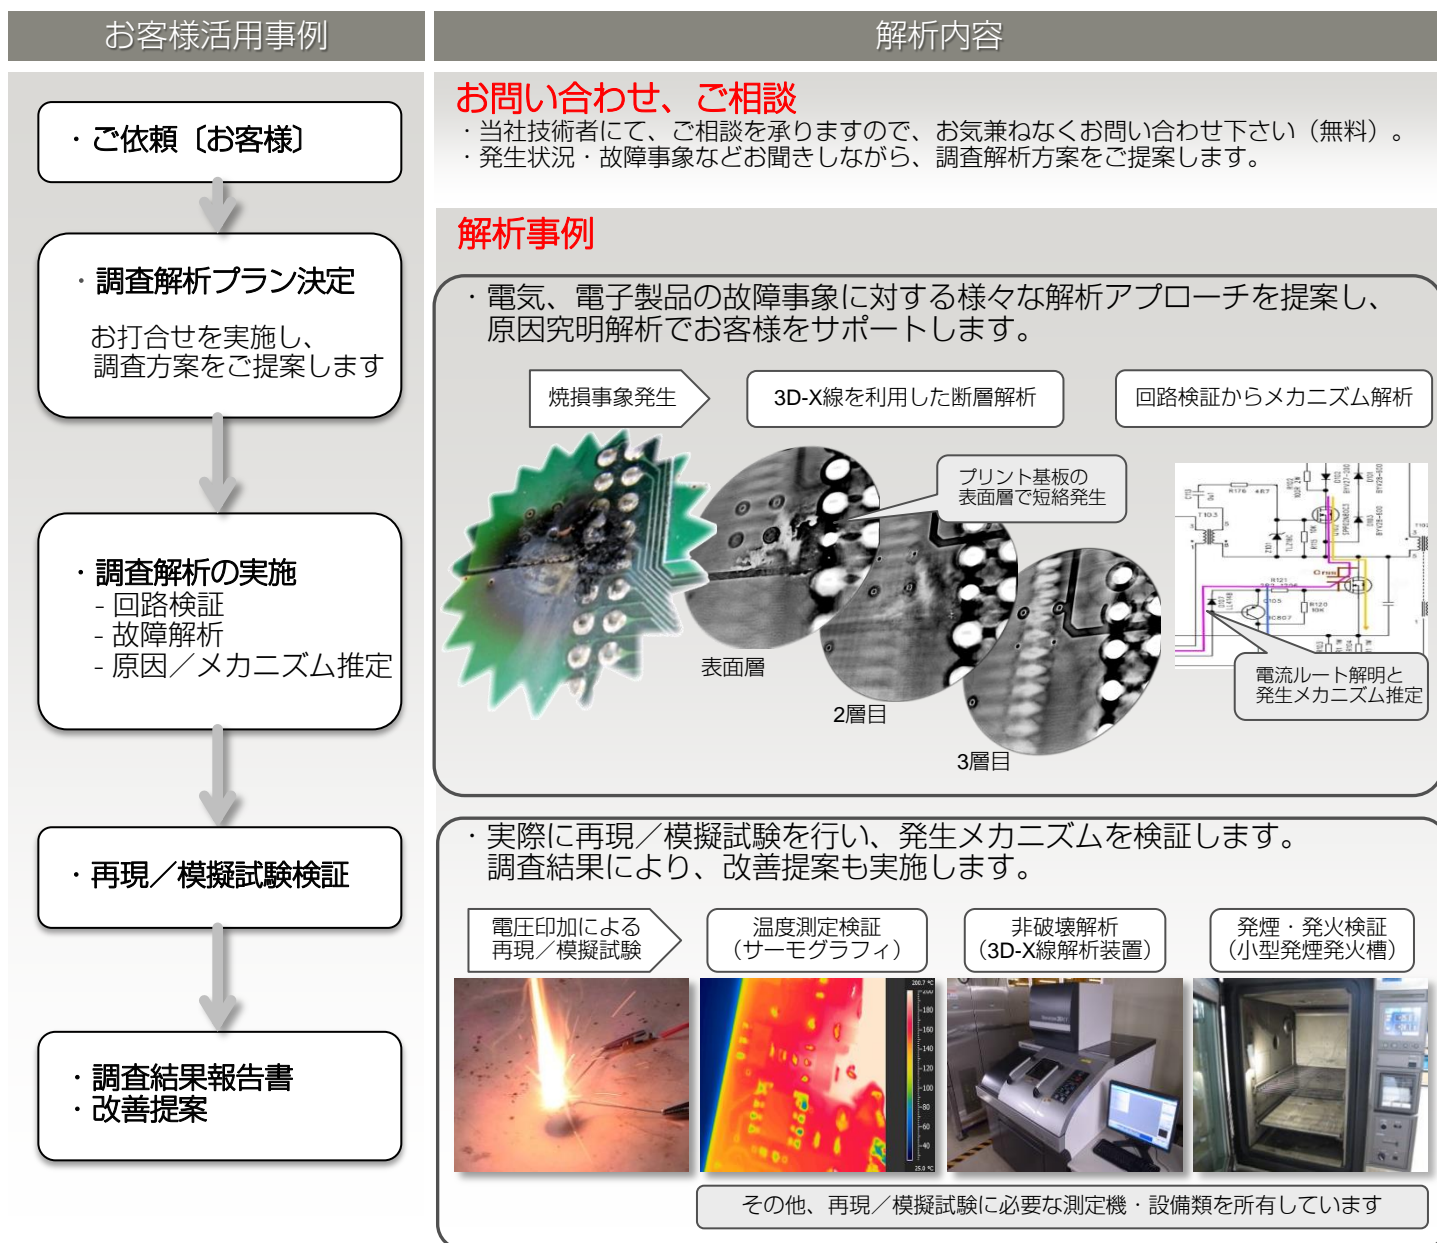 お客様活用事例
解析内容
・ご依頼〔お客様〕
・調査解析プラン決定
お打合せを実施し、
調査方案をご提案します
・調査解析の実施
- 回路検証
- 故障解析
- 原因／メカニズム推定
・再現／模擬試験検証
・調査結果報告書
・改善提案
お問い合わせ、ご相談
・当社技術者にて、ご相談を承りますので、お気兼ねなくお問い合わせ下さい（無料）。
・発生状況・故障事象などお聞きしながら、調査解析方案をご提案します。
解析事例
・電気、電子製品の故障事象に対する様々な解析アプローチを提案し、
原因究明解析でお客様をサポートします。
焼損事象発生
3D-X線を利用した断層解析
回路検証からメカニズム解析
プリント基板の
表面層で短絡発生
表面層
2層目
3層目
R176 4R7
T103
R121
R120
10K
電流ルート解明と
発生メカニズム推定
・実際に再現／模擬試験を行い、発生メカニズムを検証します。
調査結果により、改善提案も実施します。
電圧印加による
再現／模擬試験
温度測定検証
（サーモグラフィ）
非破壊解析
（3D-X線解析装置）
発煙・発火検証
（小型発煙発火槽）
200.7 ℃
200
180
160
140
120
100
80
60
40
25.0 ℃
その他、再現／模擬試験に必要な測定機・設備類を所有しています